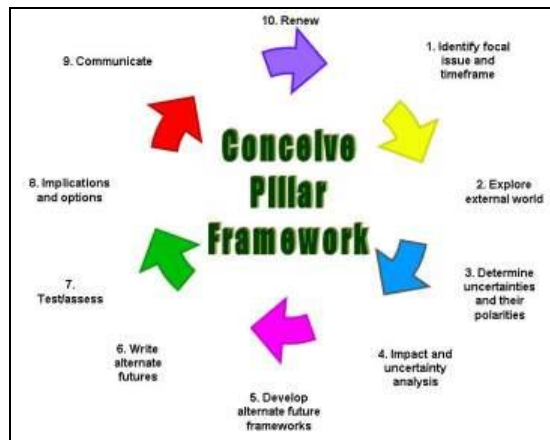 10. Renew
1. Identify focal
issue and
timeframe
2. Explore
external world
3. Determine
uncertainties
and their
polarities
4. Impact and
uncertainty
analysis
5. Develop
alternate future
frameworks
6. Write
alternate
futures
7.
Test/assess
8. Implications
and options
9. Communicate
Conceive
Pillar
Framework